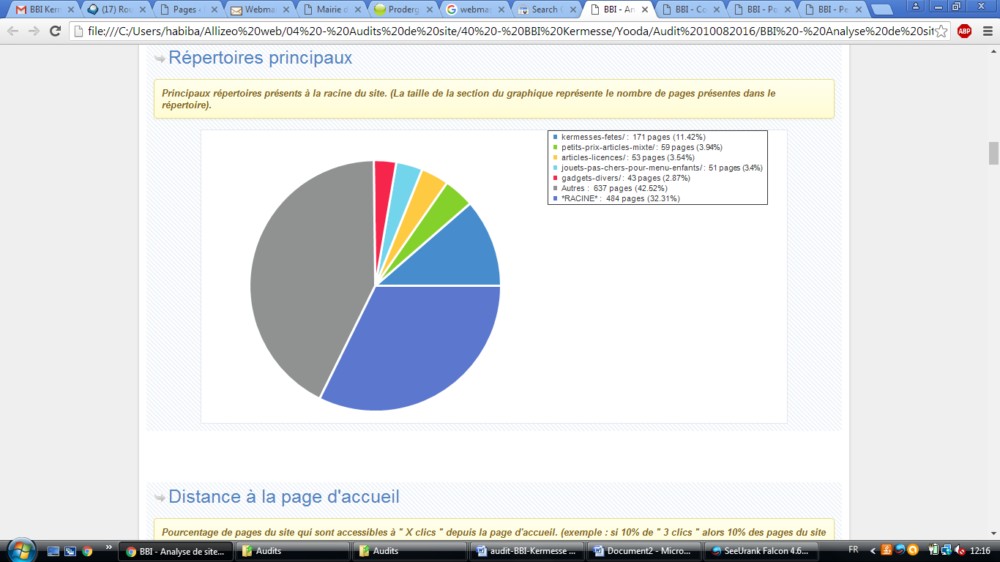 BBI Kerm
(17) Rou
Pages ‹
Webma
Mairie d
Proderg
webmas
Search C
BBI - An
BBI - Co
BBI - Po
BBI - Pe
file:///C:/Users/habiba/Allizeo%20web/04%20-%20Audits%20de%20site/40%20-%20BBI%20Kermesse/Yooda/Audit%2010082016/BBI%20-%20Analyse%20de%20sit
ABP
Répertoires principaux
Principaux répertoires présents à la racine du site. (La taille de la section du graphique représente le nombre de pages présentes dans le
répertoire).
kermesses-fetes/ : 171 pages (11.42%)
petits-prix-articles-mixte/ : 59 pages (3.94%)
articles-licences/ : 53 pages (3.54%)
jouets-pas-chers-pour-menu-enfants/ : 51 pages (3.4%)
gadgets-divers/ : 43 pages (2.87%)
Autres : 637 pages (42.52%)
*RACINE* : 484 pages (32.31%)
Distance à la page d'accueil
Pourcentage de pages du site qui sont accessibles à " X clics " depuis la page d'accueil. (exemple : si 10% de " 3 clics " alors 10% des pages du site
BBI - Analyse de site...
Audits
Audits
audit-BBI-Kermesse ...
Document2 - Micro...
SeeUrank Falcon 4.6...
FR
12:16